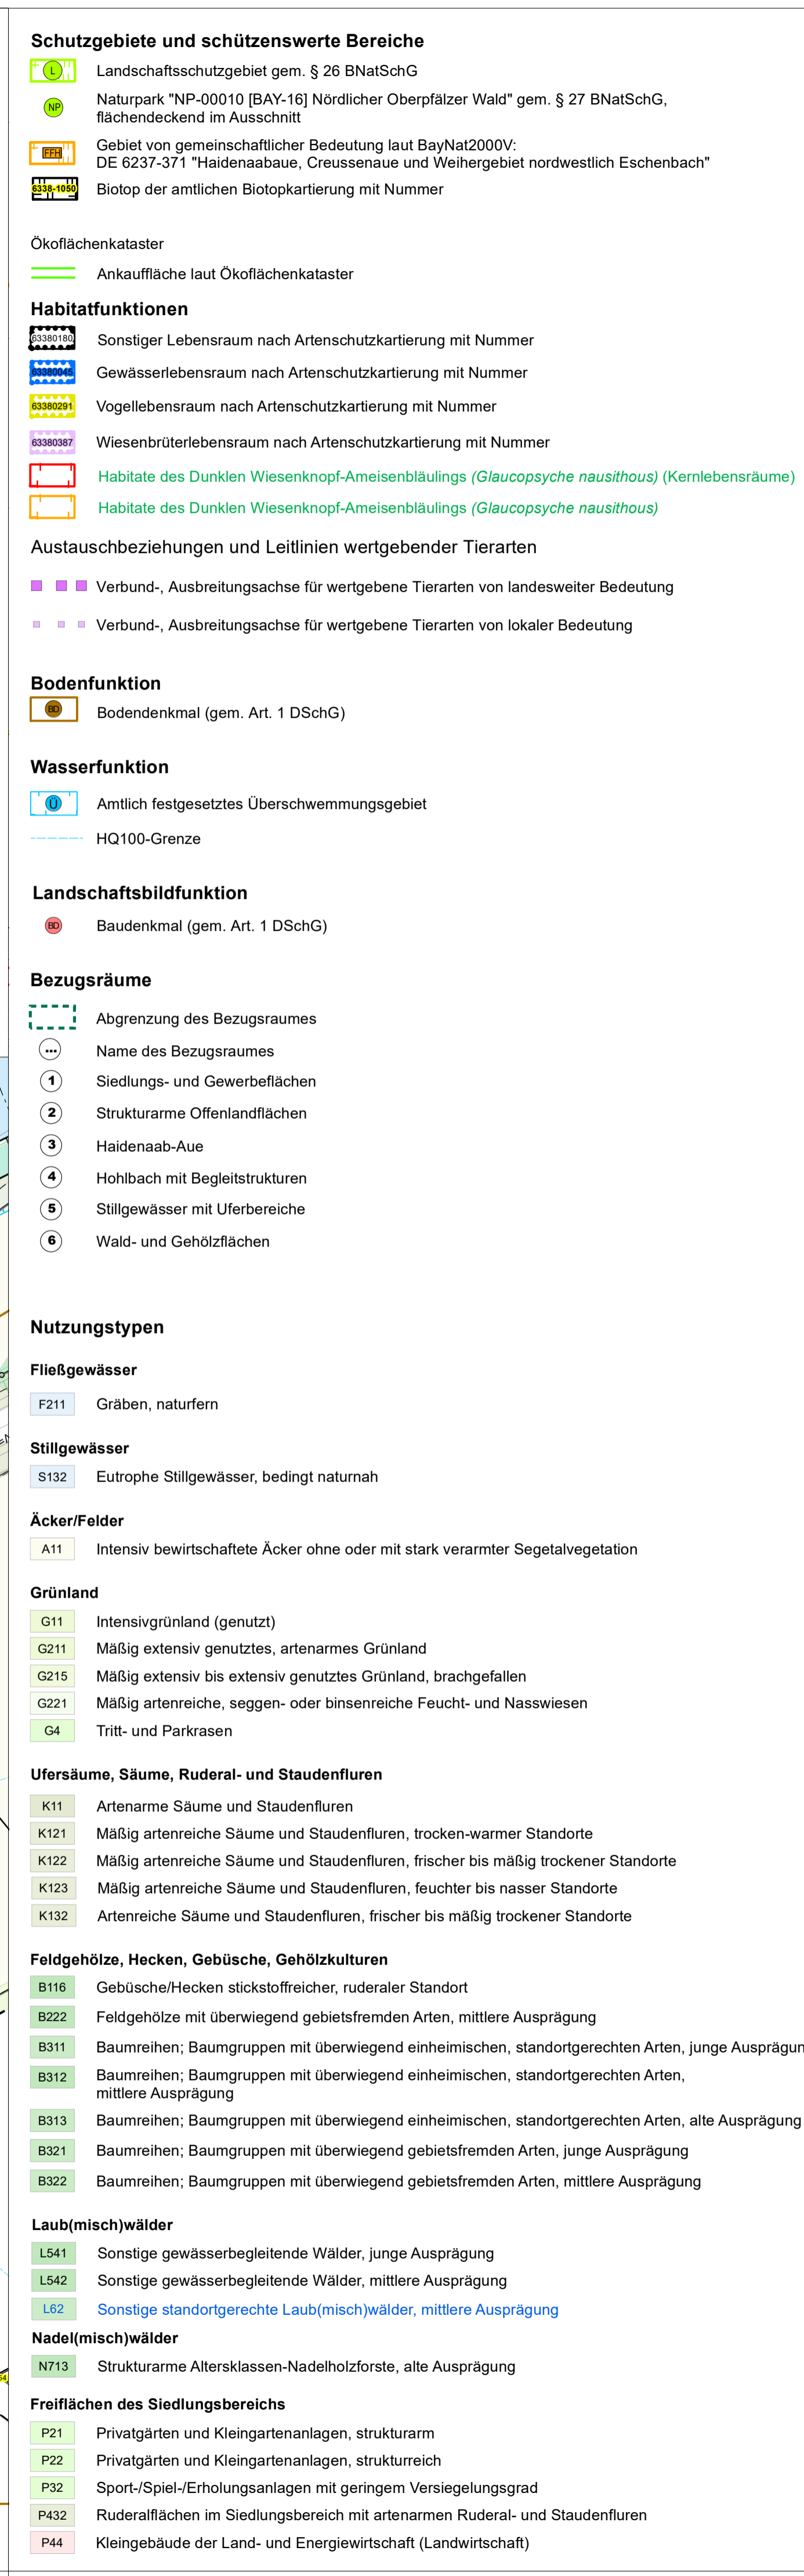 Schutzgebiete und schützenswerte Bereiche
L Landschaftsschutzgebiet gem. § 26 BNatSchG
NP Naturpark "NP-00010 [BAY-16] Nördlicher Oberpfälzer Wald" gem. § 27 BNatSchG,
flächendeckend im Ausschnitt
FFH Gebiet von gemeinschaftlicher Bedeutung laut BayNat2000V:
DE 6237-371 "Haidenaabaue, Creussenaue und Weihergebiet nordwestlich Eschenbach"
6338-1050 Biotop der amtlichen Biotopkartierung mit Nummer
Ökoflächenkataster
Ankauffläche laut Ökoflächenkataster
Habitatfunktionen
63380180 Sonstiger Lebensraum nach Artenschutzkartierung mit Nummer
63380045 Gewässerlebensraum nach Artenschutzkartierung mit Nummer
63380291 Vogellebensraum nach Artenschutzkartierung mit Nummer
63380387 Wiesenbrüterlebensraum nach Artenschutzkartierung mit Nummer
Habitate des Dunklen Wiesenknopf-Ameisenbläulings (Glaucopsyche nausithous) (Kernlebensräume)
Habitate des Dunklen Wiesenknopf-Ameisenbläulings (Glaucopsyche nausithous)
Austauschbeziehungen und Leitlinien wertgebender Tierarten
Verbund-, Ausbreitungsachse für wertgebene Tierarten von landesweiter Bedeutung
Verbund-, Ausbreitungsachse für wertgebene Tierarten von lokaler Bedeutung
Bodenfunktion
BD Bodendenkmal (gem. Art. 1 DSchG)
Wasserfunktion
Ü Amtlich festgesetztes Überschwemmungsgebiet
HQ100-Grenze
Landschaftsbildfunktion
BD Baudenkmal (gem. Art. 1 DSchG)
Bezugsräume
Abgrenzung des Bezugsraumes
... Name des Bezugsraumes
1 Siedlungs- und Gewerbeflächen
2 Strukturarme Offenlandflächen
3 Haidenaab-Aue
4 Hohlbach mit Begleitstrukturen
5 Stillgewässer mit Uferbereiche
6 Wald- und Gehölzflächen
Nutzungstypen
Fließgewässer
F211 Gräben, naturfern
Stillgewässer
S132 Eutrophe Stillgewässer, bedingt naturnah
Äcker/Felder
A11 Intensiv bewirtschaftete Äcker ohne oder mit stark verarmter Segetalvegetation
Grünland
G11 Intensivgrünland (genutzt)
G211 Mäßig extensiv genutztes, artenarmes Grünland
G215 Mäßig extensiv bis extensiv genutztes Grünland, brachgefallen
G221 Mäßig artenreiche, seggen- oder binsenreiche Feucht- und Nasswiesen
G4 Tritt- und Parkrasen
Ufersäume, Säume, Ruderal- und Staudenfluren
K11 Artenarme Säume und Staudenfluren
K121 Mäßig artenreiche Säume und Staudenfluren, trocken-warmer Standorte
K122 Mäßig artenreiche Säume und Staudenfluren, frischer bis mäßig trockener Standorte
K123 Mäßig artenreiche Säume und Staudenfluren, feuchter bis nasser Standorte
K132 Artenreiche Säume und Staudenfluren, frischer bis mäßig trockener Standorte
Feldgehölze, Hecken, Gebüsche, Gehölzkulturen
B116 Gebüsche/Hecken stickstoffreicher, ruderaler Standort
B222 Feldgehölze mit überwiegend gebietsfremden Arten, mittlere Ausprägung
B311 Baumreihen; Baumgruppen mit überwiegend einheimischen, standortgerechten Arten, junge Ausprägun
B312 Baumreihen; Baumgruppen mit überwiegend einheimischen, standortgerechten Arten,
mittlere Ausprägung
B313 Baumreihen; Baumgruppen mit überwiegend einheimischen, standortgerechten Arten, alte Ausprägung
B321 Baumreihen; Baumgruppen mit überwiegend gebietsfremden Arten, junge Ausprägung
B322 Baumreihen; Baumgruppen mit überwiegend gebietsfremden Arten, mittlere Ausprägung
Laub(misch)wälder
L541 Sonstige gewässerbegleitende Wälder, junge Ausprägung
L542 Sonstige gewässerbegleitende Wälder, mittlere Ausprägung
L62 Sonstige standortgerechte Laub(misch)wälder, mittlere Ausprägung
Nadel(misch)wälder
N713 Strukturarme Altersklassen-Nadelholzforste, alte Ausprägung
Freiflächen des Siedlungsbereichs
P21 Privatgärten und Kleingartenanlagen, strukturarm
P22 Privatgärten und Kleingartenanlagen, strukturreich
P32 Sport-/Spiel-/Erholungsanlagen mit geringem Versiegelungsgrad
P432 Ruderalflächen im Siedlungsbereich mit artenarmen Ruderal- und Staudenfluren
P44 Kleingebäude der Land- und Energiewirtschaft (Landwirtschaft)